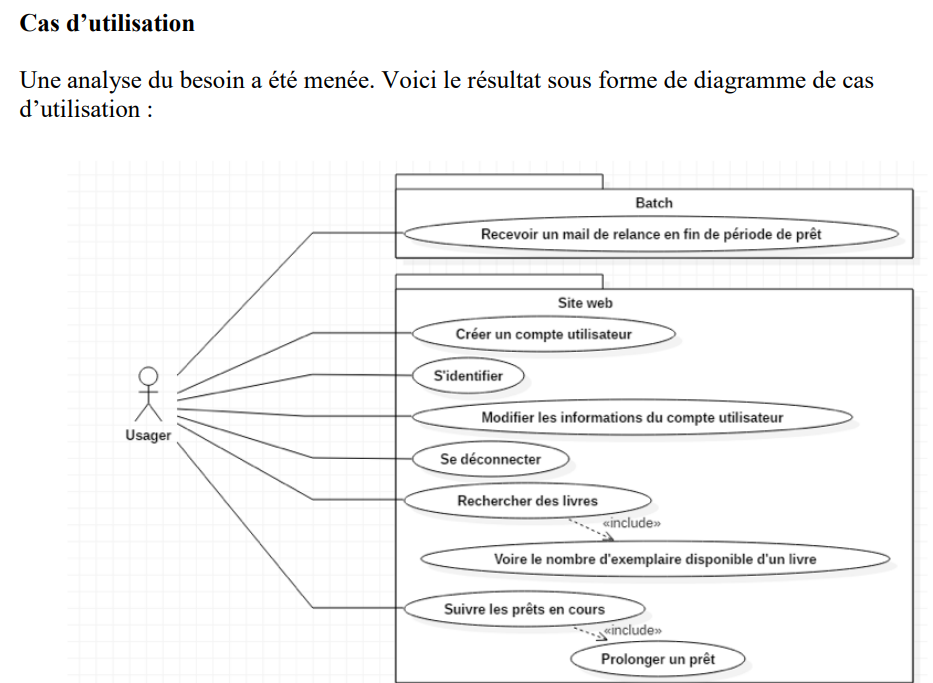 Cas d’utilisation
Une analyse du besoin a été menée. Voici le résultat sous forme de diagramme de cas
d’utilisation :
Batch
Recevoir un mail de relance en fin de période de prêt
Site web
Créer un compte utilisateur
S'identifier
Modifier les informations du compte utilisateur
Usager
Se déconnecter
Rechercher des livres
«include»
Voire le nombre d'exemplaire disponible d'un livre
Suivre les prêts en cours
«include»
Prolonger un prêt